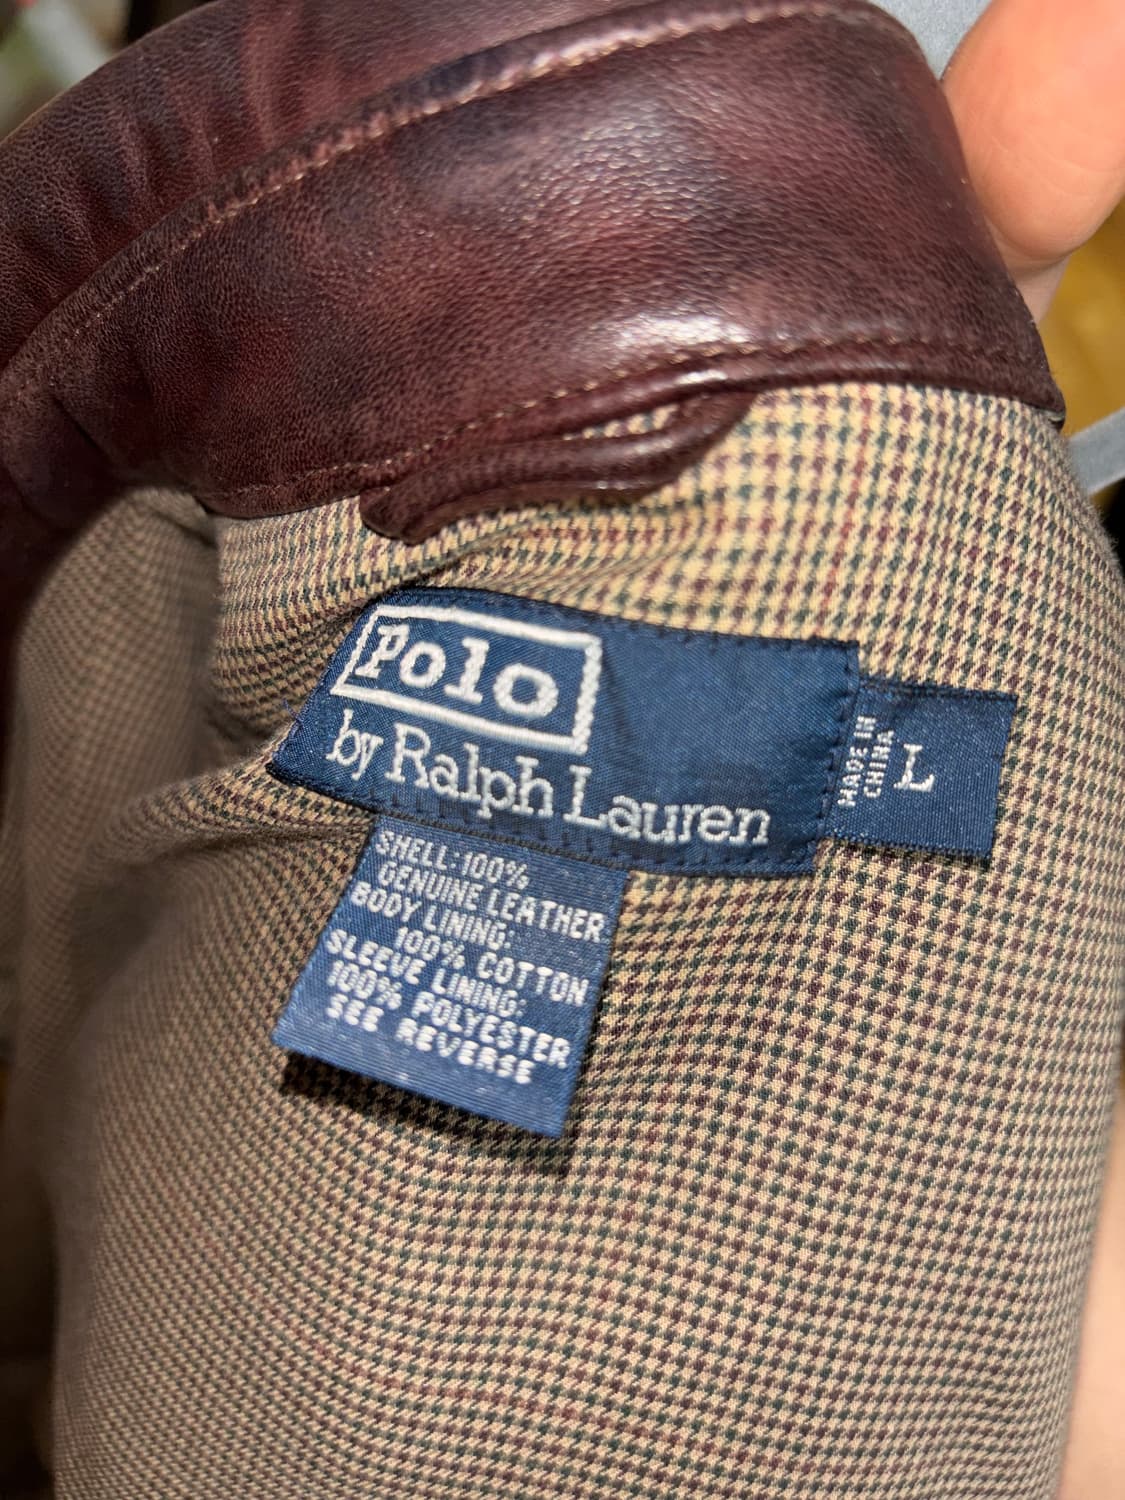 Polo
by Ralph Lauren
MADE IN
CHINA
L
SHELL:100%
GENUINE LEATHER
BODY LINING:
100% COTTON
SLEEVE LINING:
100% POLYESTER
SEE REVERSE